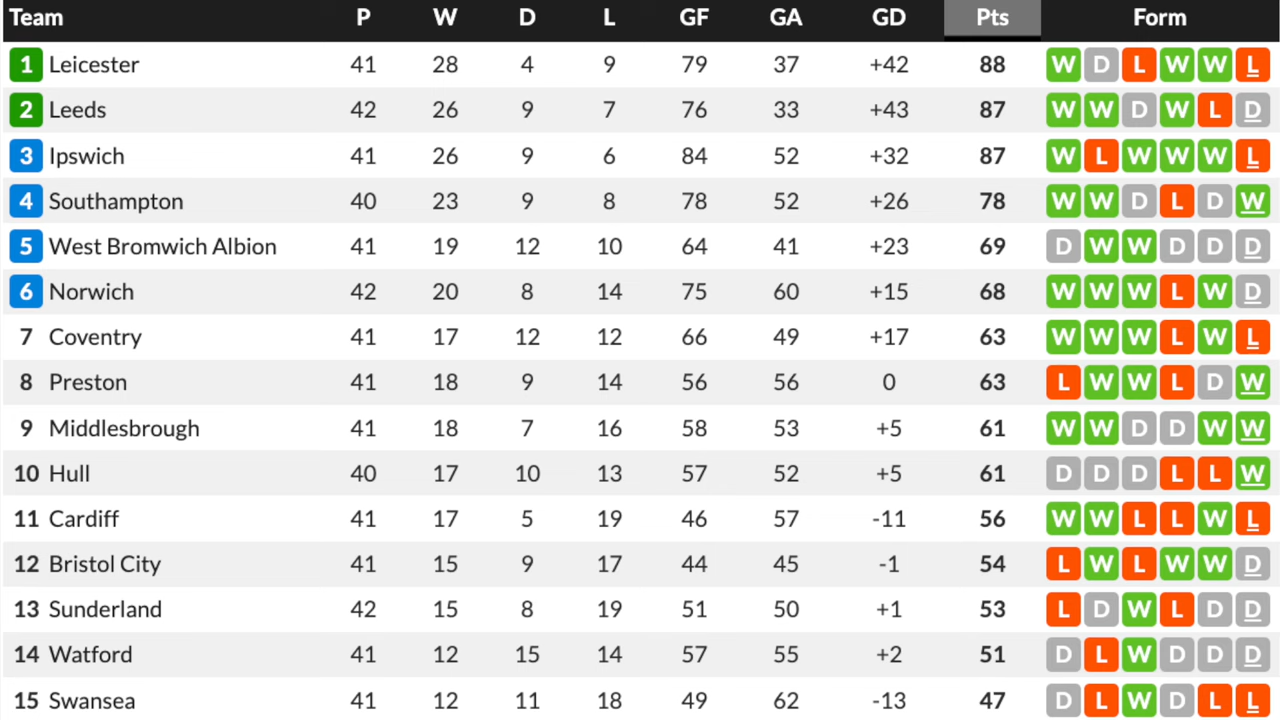 Team P W D L GF GA GD Pts Form
1 Leicester 41 28 4 9 79 37 +42 88 W D L W W L
2 Leeds 42 26 9 7 76 33 +43 87 W W D W L D
3 Ipswich 41 26 9 6 84 52 +32 87 W L W W W L
4 Southampton 40 23 9 8 78 52 +26 78 W W D L D W
5 West Bromwich Albion 41 19 12 10 64 41 +23 69 D W W D D D
6 Norwich 42 20 8 14 75 60 +15 68 W W W L W D
7 Coventry 41 17 12 12 66 49 +17 63 W W W L W L
8 Preston 41 18 9 14 56 56 0 63 L W W L D W
9 Middlesbrough 41 18 7 16 58 53 +5 61 W W D D W W
10 Hull 40 17 10 13 57 52 +5 61 D D D L L W
11 Cardiff 41 17 5 19 46 57 -11 56 W W L L W L
12 Bristol City 41 15 9 17 44 45 -1 54 L W L W W D
13 Sunderland 42 15 8 19 51 50 +1 53 L D W L D D
14 Watford 41 12 15 14 57 55 +2 51 D L W D D D
15 Swansea 41 12 11 18 49 62 -13 47 D L W D L L